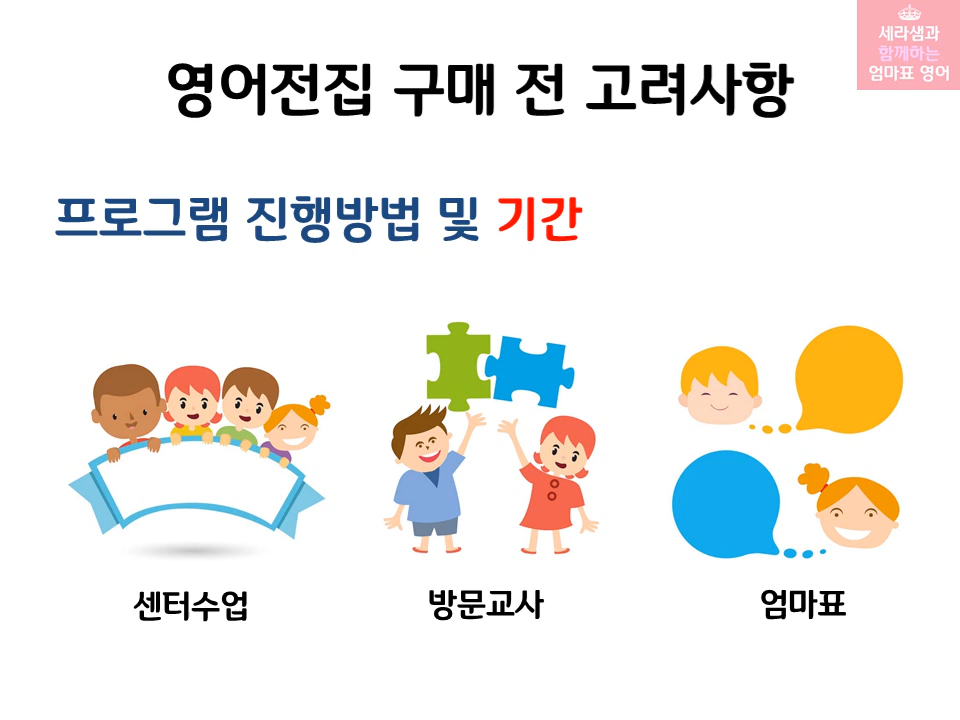 세라샘과
함께하는
엄마표 영어
영어전집 구매 전 고려사항
프로그램 진행방법 및 기간
센터수업
방문교사
엄마표